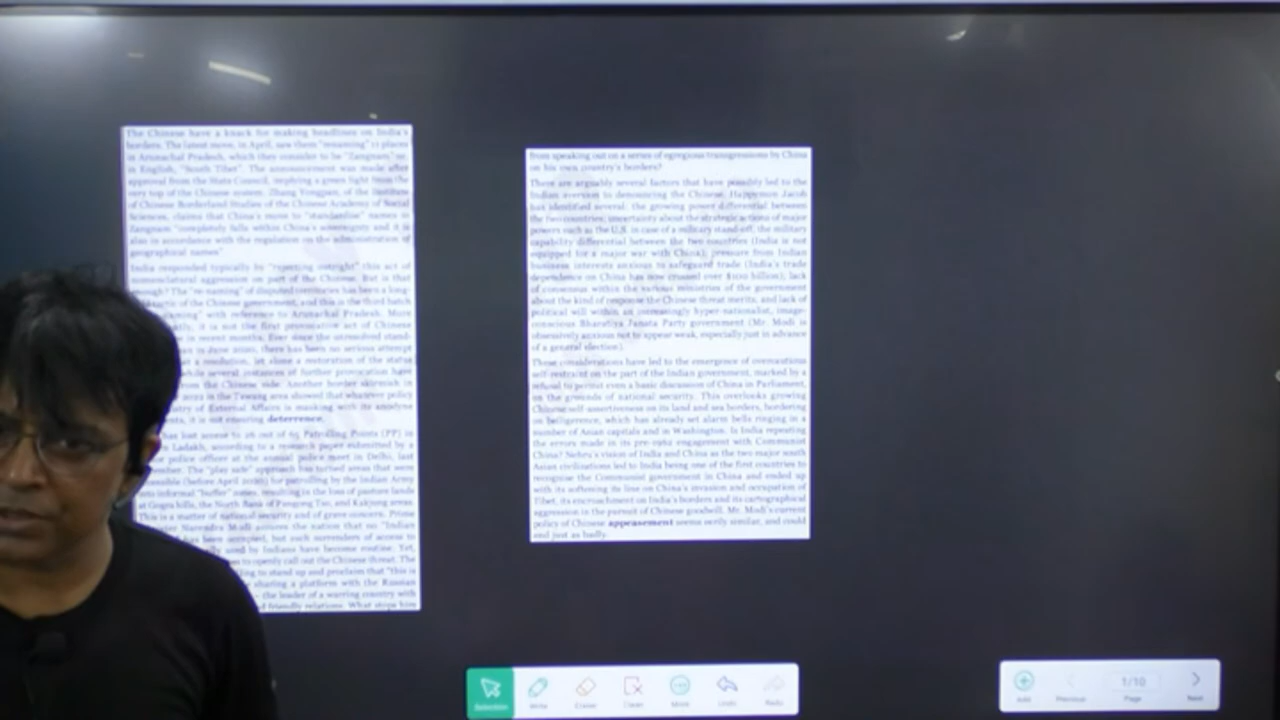 The Chinese have a knack for making headlines on India's
borders. The latest move, in April, saw them "renaming" 11 places
in Arunachal Pradesh, which they consider to be "Zangnam" or,
in English, "South Tibet". The announcement was made after
approval from the State Council, implying a green light from the
very top of the Chinese system. Zhang Yongpan, of the Institute
of Chinese Borderland Studies of the Chinese Academy of Social
Sciences, claims that China's move to "standardise" names in
Zangnam "completely falls within China's sovereignty and it is
also in accordance with the regulation on the administration of
geographical names"
India responded typically by "rejecting outright" this act of
nomenclatural aggression on part of the Chinese. But is that
enough? The "re-naming" of disputed territories has been a long-
tactic of the Chinese government, and this is the third batch
with reference to Arunachal Pradesh. More
it is not the first provocative act of Chinese
in recent months. Ever since the unresolved stand-
in June 2020, there has been no serious attempt
at a resolution, let alone a restoration of the status
while several instances of further provocation have
from the Chinese side. Another border skirmish in
area in the Tawang area showed that whatever policy
Ministry of External Affairs is masking with its anodyne
it is not ensuring deterrence.
has lost access to 26 out of 65 Patrolling Points (PP) in
Ladakh, according to a research paper submitted by a
police officer at the annual police meet in Delhi, last
The "play safe" approach has turned areas that were
accessible (before April 2020) for patrolling by the Indian Army
into informal "buffer" zones, resulting in the loss of pasture lands
at Gogra hills, the North Bank of Pangong Tso, and Kakjung areas.
This is a matter of national security and of grave concern. Prime
Narendra Modi assures the nation that no "Indian
has been accepted, but such surrenders of access to
used by Indians have become routine. Yet,
to openly call out the Chinese threat. The
to stand up and proclaim that "this is
sharing a platform with the Russian
– the leader of a warring country with
friendly relations. What stops him
from speaking out on a series of egregious transgressions by China
on his own country's borders?
There are arguably several factors that have possibly led to the
Indian aversion to denouncing the Chinese. Happymon Jacob
has identified several: the growing power differential between
the two countries; uncertainty about the strategic actions of major
powers such as the U.S. in case of a military stand-off; the military
capability differential between the two countries (India is not
equipped for a major war with China); pressure from Indian
business interests anxious to safeguard trade (India's trade
dependence on China has now crossed over $100 billion); lack
of consensus within the various ministries of the government
about the kind of response the Chinese threat merits, and lack of
political will within an increasingly hyper-nationalist, image-
conscious Bharatiya Janata Party government (Mr. Modi is
obsessively anxious not to appear weak, especially just in advance
of a general election).
These considerations have led to the emergence of overcautious
self-restraint on the part of the Indian government, marked by a
refusal to permit even a basic discussion of China in Parliament,
on the grounds of national security. This overlooks growing
Chinese self-assertiveness on its land and sea borders, bordering
on belligerence, which has already set alarm bells ringing in a
number of Asian capitals and in Washington. Is India repeating
the errors made in its pre-1962 engagement with Communist
China? Nehru's vision of India and China as the two major south
Asian civilizations led to India being one of the first countries to
recognise the Communist government in China and ended up
with its softening its line on China's invasion and occupation of
Tibet, its encroachment on India's borders and its cartographical
aggression in the pursuit of Chinese goodwill. Mr. Modi's current
policy of Chinese appeasement seems eerily similar, and could
end just as badly.
Selection
Write
Eraser
Clean
More
Undo
Redo
Add
Previous
1/10
Page
Next